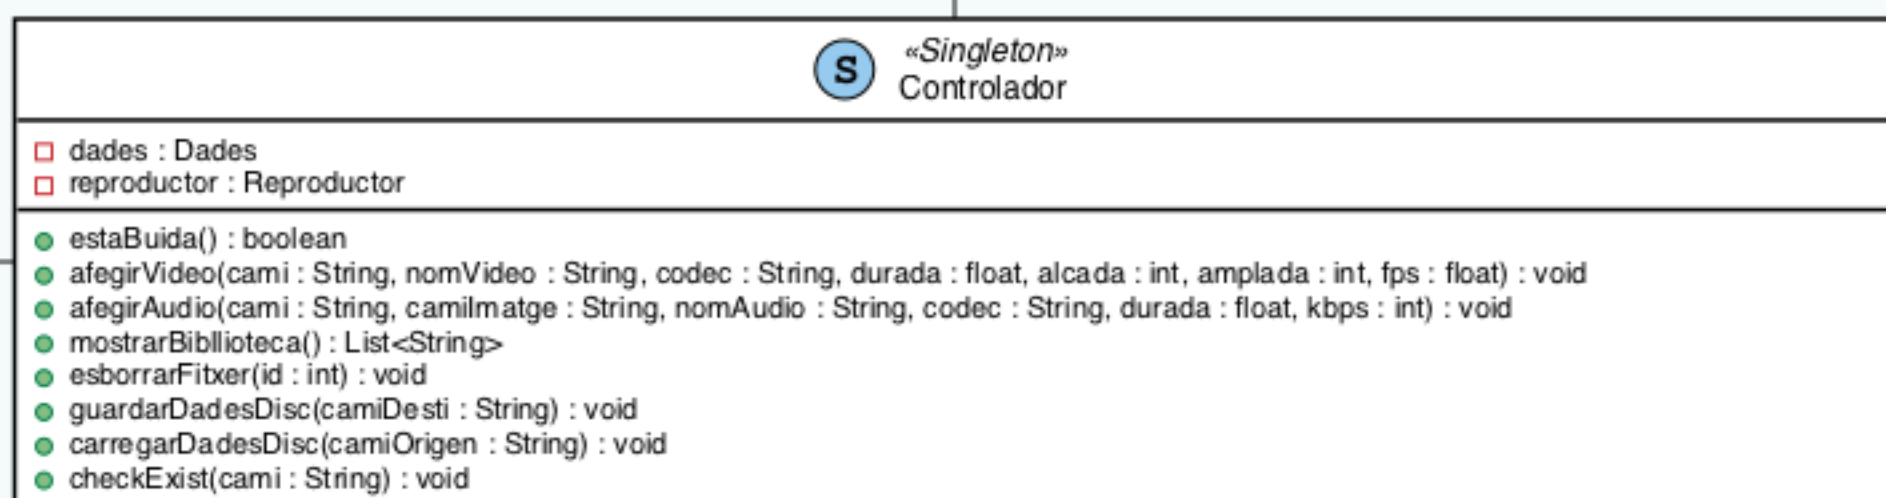 S
«Singleton»
Controlador
dades : Dades
reproductor : Reproductor
estaBuida() : boolean
afegirVideo(cami : String, nomVideo : String, codec : String, durada : float, alcada : int, amplada : int, fps : float) : void
afegirAudio(cami : String, camiImatge : String, nomAudio : String, codec : String, durada : float, kbps : int) : void
mostrarBibllioteca() : List<String>
esborrarFitxer(id : int) : void
guardarDadesDisc(camiDesti : String) : void
carregarDadesDisc(camiOrigen : String) : void
checkExist(cami : String) : void